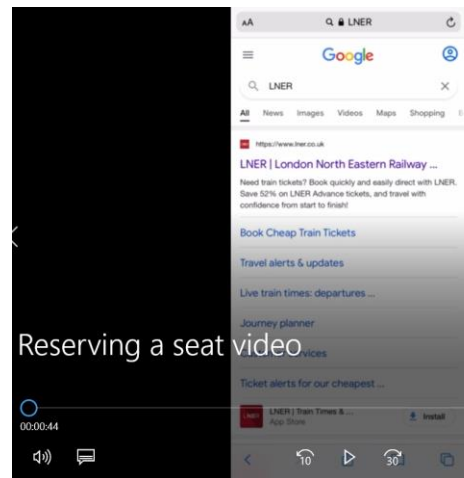 AA LNER
Google
LNER
All News Images Videos Maps Shopping
https://www.lner.co.uk
LNER | London North Eastern Railway ...
Need train tickets? Book quickly and easily direct with LNER.
Save 52% on LNER Advance tickets, and travel with
confidence from start to finish!
Book Cheap Train Tickets
Travel alerts & updates
Live train times: departures ...
Journey planner
Reserving a seat video
services
Ticket alerts for our cheapest ...
LNER | Train Times & ...
App Store
Install
00:00:44
10 30